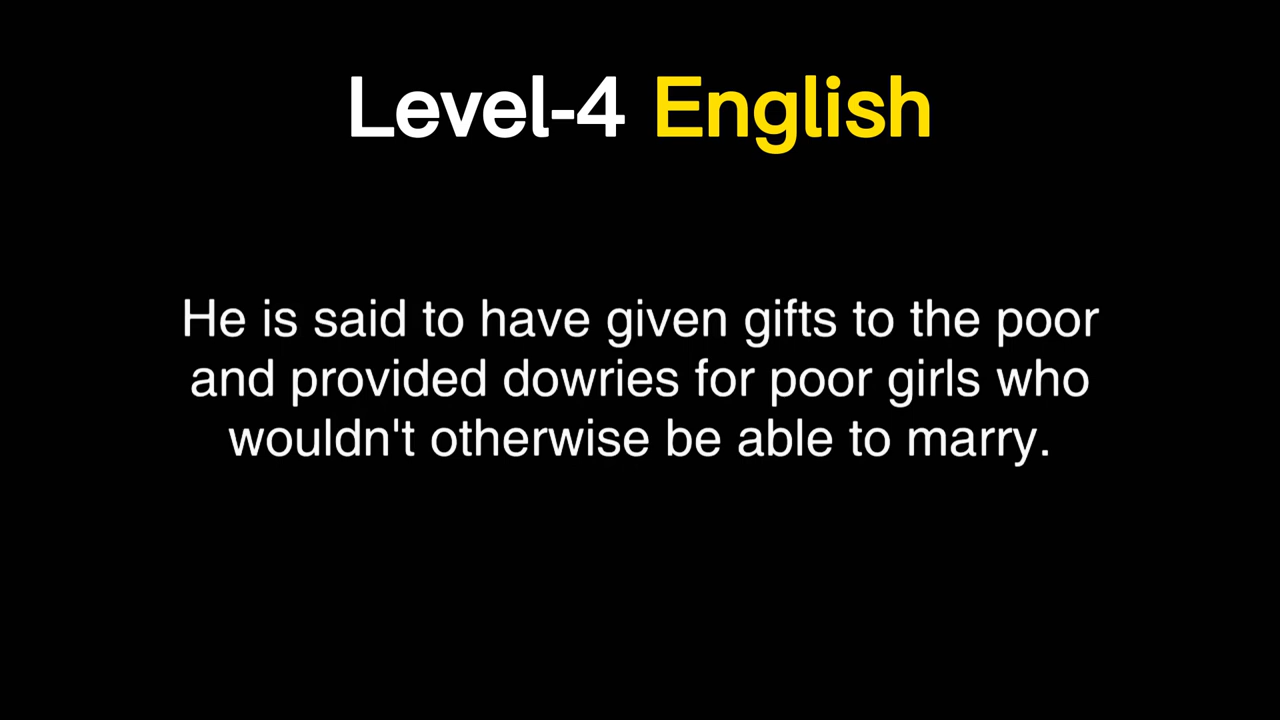 Level-4 English
He is said to have given gifts to the poor
and provided dowries for poor girls who
wouldn't otherwise be able to marry.